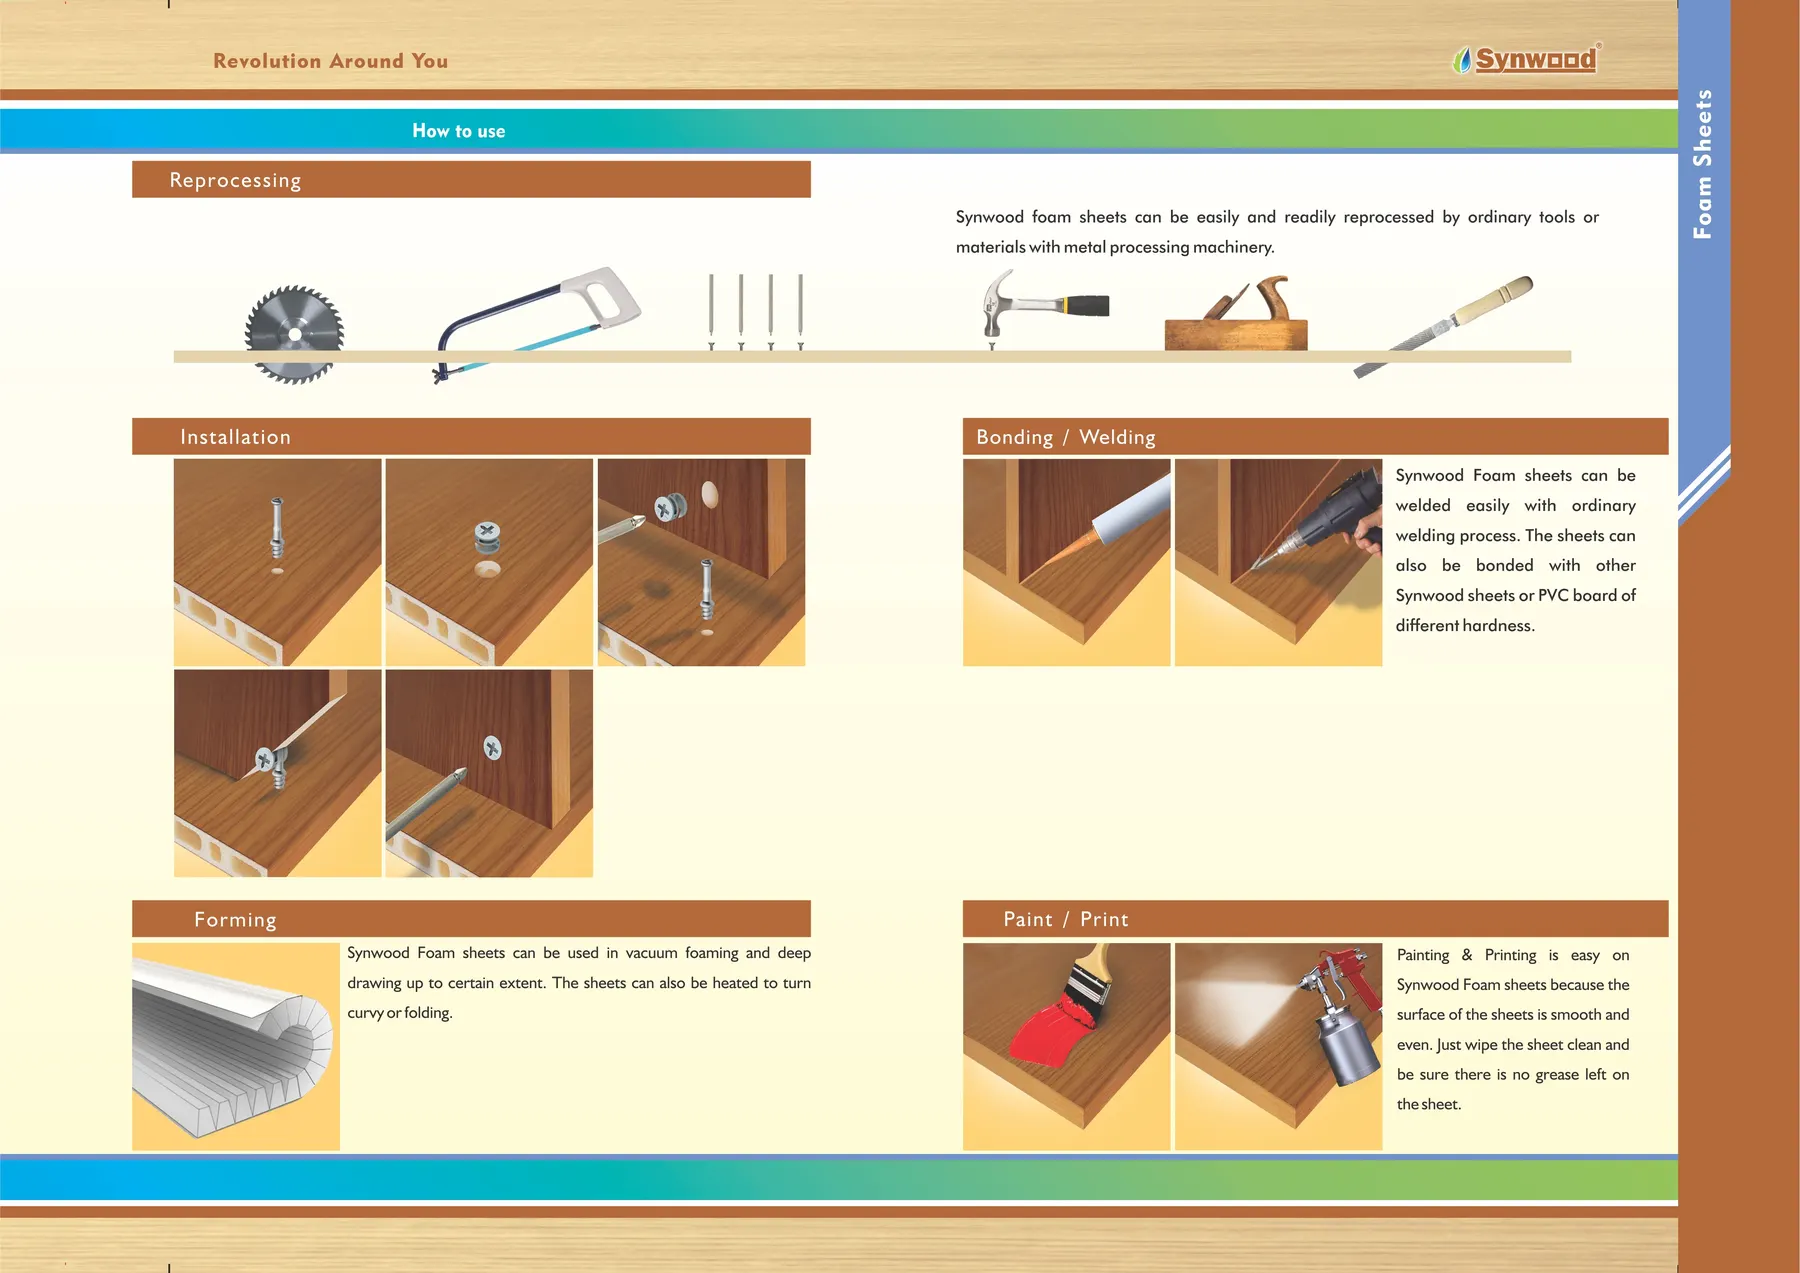 Revolution Around You
Synwood®
How to use
Foam Sheets
Reprocessing
Synwood foam sheets can be easily and readily reprocessed by ordinary tools or
materials with metal processing machinery.
Installation
Bonding / Welding
Synwood Foam sheets can be
welded easily with ordinary
welding process. The sheets can
also be bonded with other
Synwood sheets or PVC board of
different hardness.
Forming
Synwood Foam sheets can be used in vacuum foaming and deep
drawing up to certain extent. The sheets can also be heated to turn
curvy or folding.
Paint / Print
Painting & Printing is easy on
Synwood Foam sheets because the
surface of the sheets is smooth and
even. Just wipe the sheet clean and
be sure there is no grease left on
the sheet.